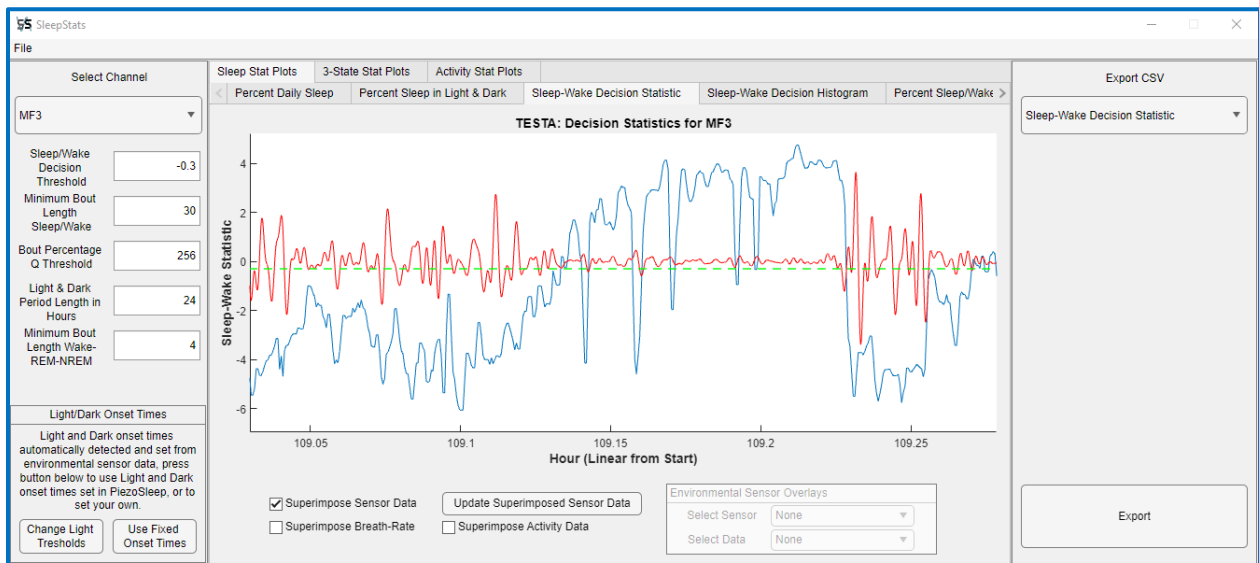 SleepStats
File
Select Channel
MF3
Sleep/Wake
Decision
Threshold
-0.3
Minimum Bout
Length
Sleep/Wake
30
Bout Percentage
Q Threshold
256
Light & Dark
Period Length in
Hours
24
Minimum Bout
Length Wake-
REM-NREM
4
Light/Dark Onset Times
Light and Dark onset times
automatically detected and set from
environmental sensor data, press
button below to use Light and Dark
onset times set in PiezoSleep, or to
set your own.
Change Light
Tresholds
Use Fixed
Onset Times
Sleep Stat Plots
3-State Stat Plots
Activity Stat Plots
Percent Daily Sleep
Percent Sleep in Light & Dark
Sleep-Wake Decision Statistic
Sleep-Wake Decision Histogram
Percent Sleep/Wake
TESTA: Decision Statistics for MF3
Sleep-Wake Statistic
4
2
0
-2
-4
-6
109.05
109.1
109.15
109.2
109.25
Hour (Linear from Start)
Superimpose Sensor Data
Update Superimposed Sensor Data
Superimpose Breath-Rate
Superimpose Activity Data
Environmental Sensor Overlays
Select Sensor
None
Select Data
None
Export CSV
Sleep-Wake Decision Statistic
Export